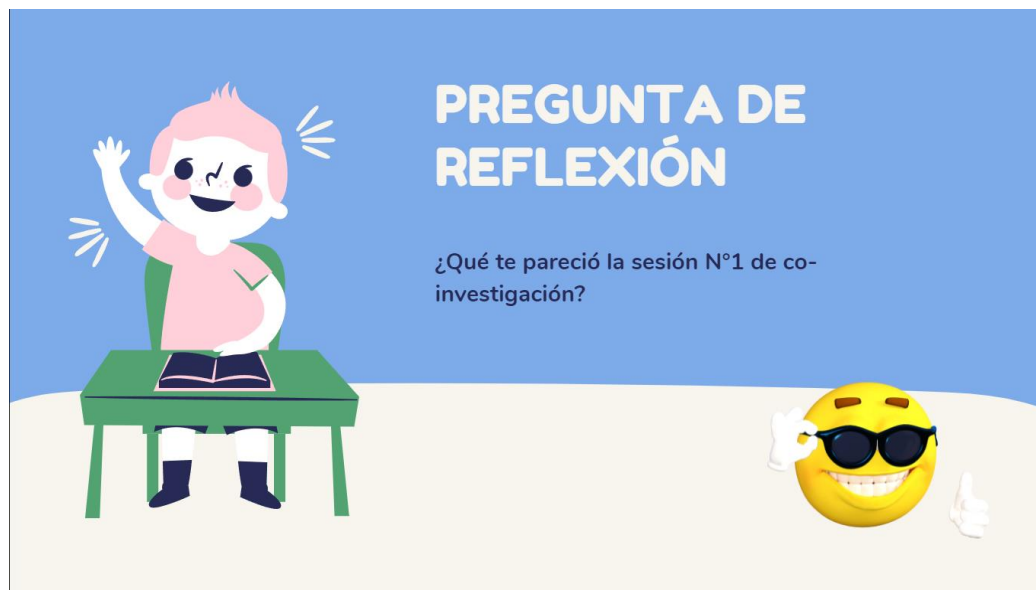 PREGUNTA DE
REFLEXIÓN
¿Qué te pareció la sesión N°1 de co-
investigación?